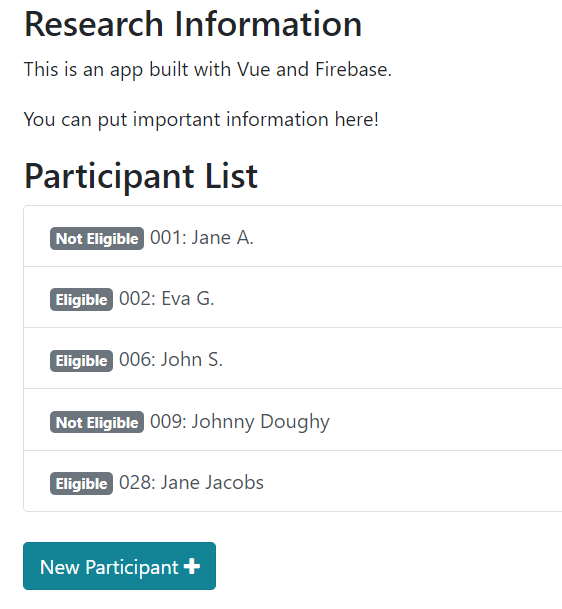 Research Information
This is an app built with Vue and Firebase.
You can put important information here!
Participant List
Not Eligible 001: Jane A.
Eligible 002: Eva G.
Eligible 006: John S.
Not Eligible 009: Johnny Doughy
Eligible 028: Jane Jacobs
New Participant +